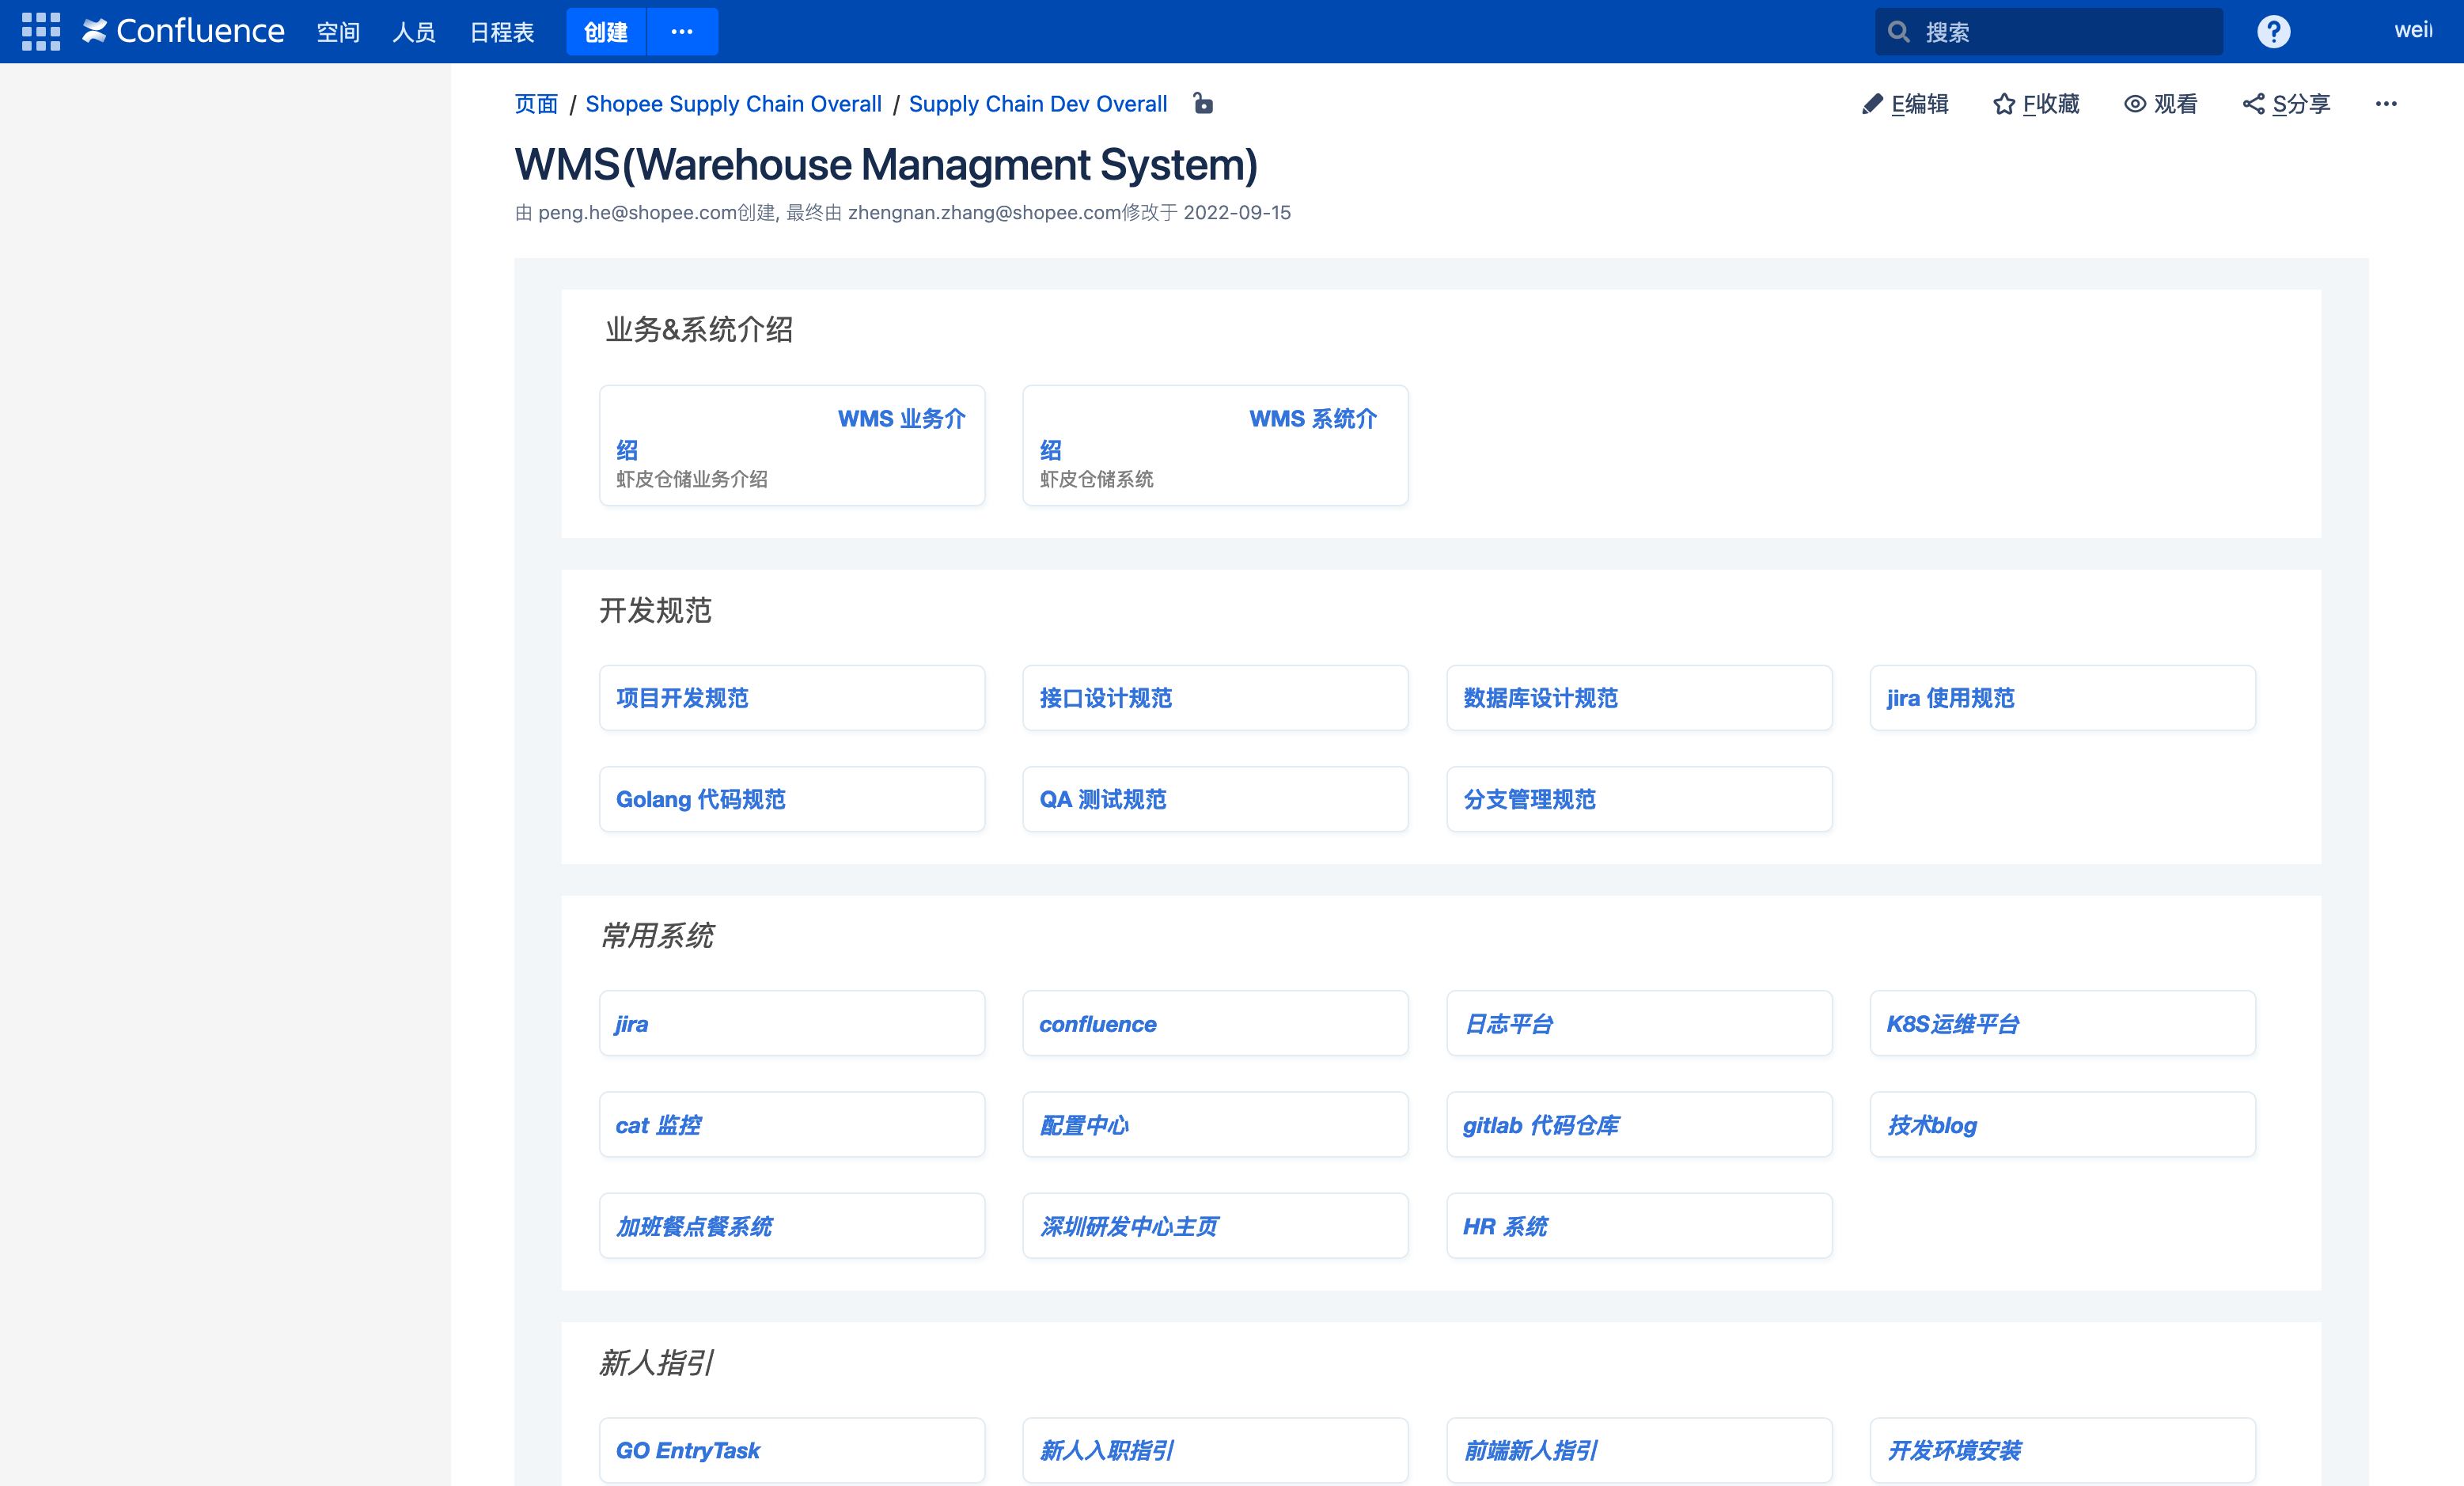 Confluence 空间 人员 日程表 创建 ··· 搜索 ? weii
页面 / Shopee Supply Chain Overall / Supply Chain Dev Overall E编辑 F收藏 观看 S分享 ···
WMS(Warehouse Managment System)
由 peng.he@shopee.com创建, 最终由 zhengnan.zhang@shopee.com修改于 2022-09-15
业务&系统介绍
WMS 业务介
绍
虾皮仓储业务介绍
WMS 系统介
绍
虾皮仓储系统
开发规范
项目开发规范 接口设计规范 数据库设计规范 jira 使用规范
Golang 代码规范 QA 测试规范 分支管理规范
常用系统
jira confluence 日志平台 K8S运维平台
cat 监控 配置中心 gitlab 代码仓库 技术blog
加班餐点餐系统 深圳研发中心主页 HR 系统
新人指引
GO EntryTask 新人入职指引 前端新人指引 开发环境安装